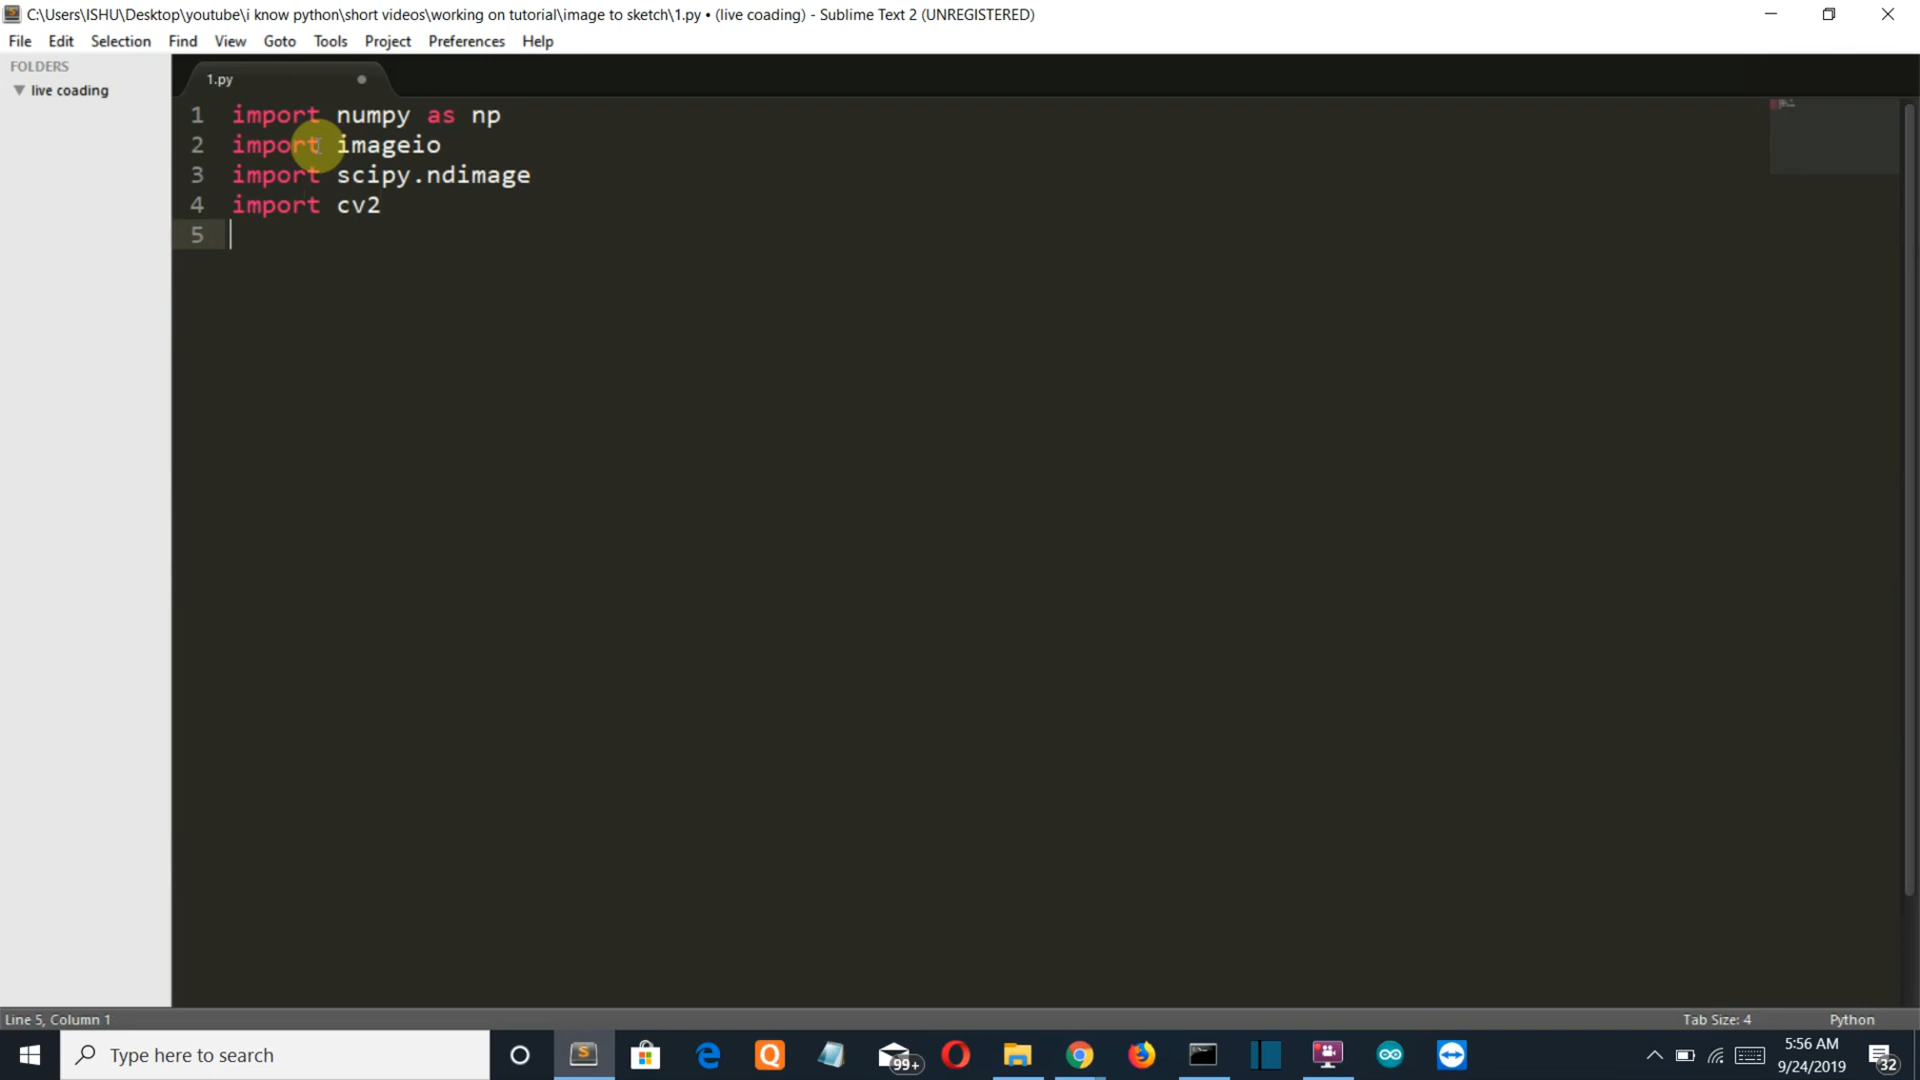 C:\Users\ISHU\Desktop\youtube\i know python\short videos\working on tutorial\image to sketch\1.py • (live coading) - Sublime Text 2 (UNREGISTERED)
File Edit Selection Find View Goto Tools Project Preferences Help
FOLDERS
live coading
1.py
1 import numpy as np
2 import imageio
3 import scipy.ndimage
4 import cv2
5
Line 5, Column 1
Tab Size: 4
Python
Type here to search
99+
5:56 AM
9/24/2019
32